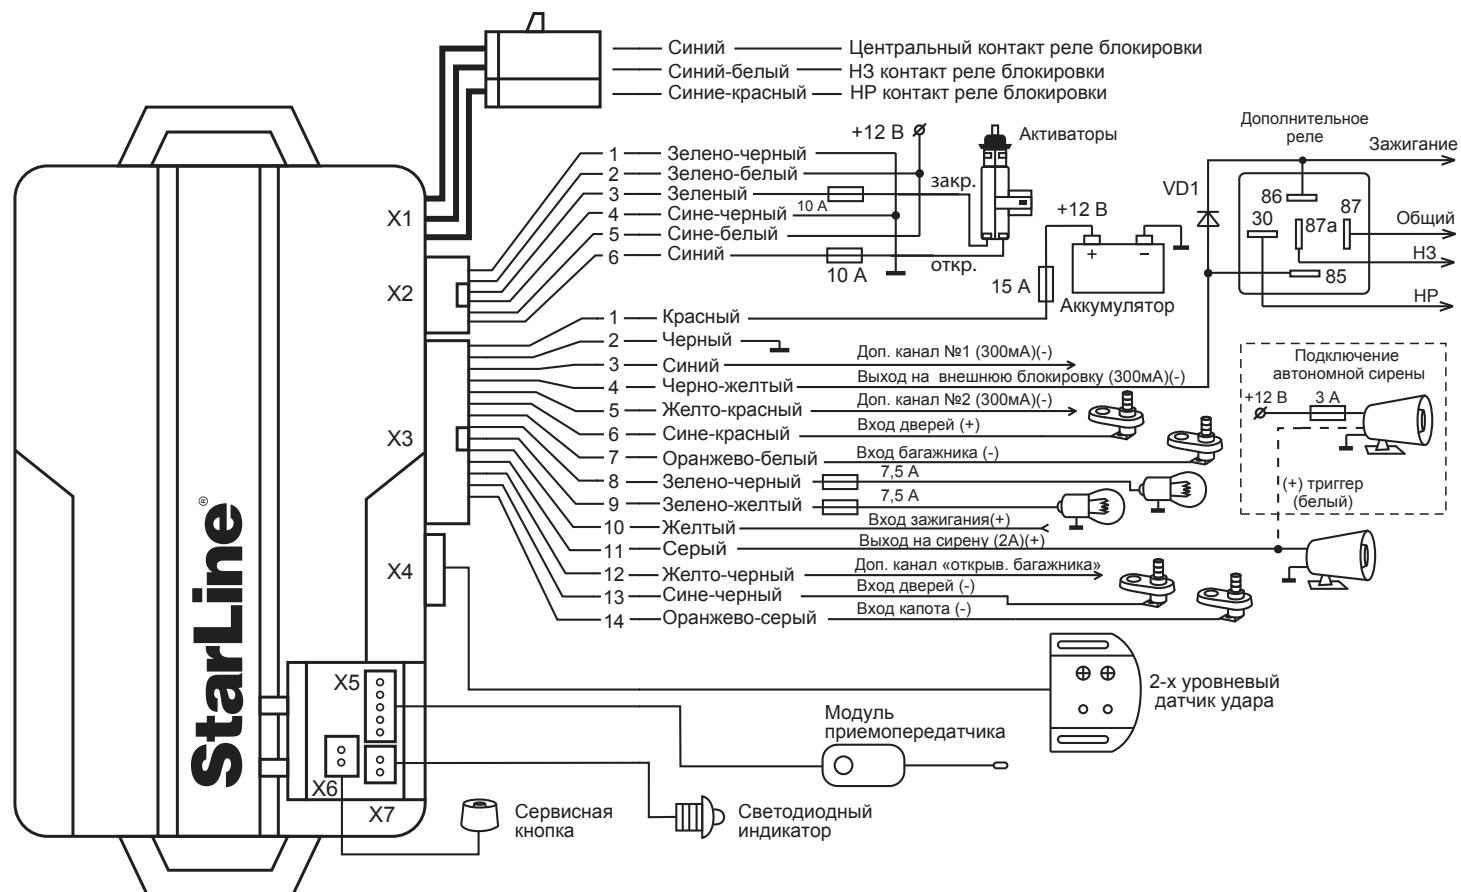 Синий Центральный контакт реле блокировки
Синий-белый НЗ контакт реле блокировки
Синие-красный НР контакт реле блокировки
X1
+12 В
Активаторы
Дополнительное
реле
Зажигание
1 Зелено-черный
2 Зелено-белый
3 Зеленый 10 А закр.
4 Сине-черный
5 Сине-белый
6 Синий 10 А откр.
X2
VD1
+12 В
+ −
15 А
Аккумулятор
86
30
87а
87
85
Общий
НЗ
НР
1 Красный
2 Черный
3 Синий Доп. канал №1 (300мА)(-)
4 Черно-желтый Выход на внешнюю блокировку (300мА)(-)
5 Желто-красный Доп. канал №2 (300мА)(-)
6 Сине-красный Вход дверей (+)
7 Оранжево-белый Вход багажника (-)
8 Зелено-черный 7,5 А
9 Зелено-желтый 7,5 А
10 Желтый Вход зажигания(+)
11 Серый Выход на сирену (2А)(+)
12 Желто-черный Доп. канал «открыв. багажника»
13 Сине-черный Вход дверей (-)
14 Оранжево-серый Вход капота (-)
X3
Подключение
автономной сирены
+12 В 3 А
(+) триггер
(белый)
X4
StarLine®
X5
X6
X7
2-х уровневый
датчик удара
Модуль
приемопередатчика
Сервисная
кнопка
Светодиодный
индикатор